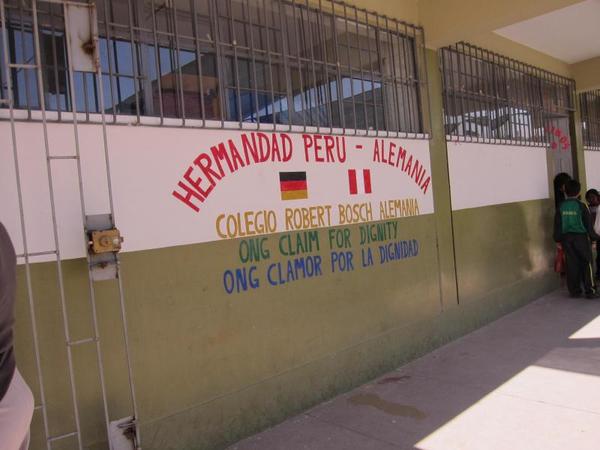 HERMANDAD PERU - ALEMANIA
COLEGIO ROBERT BOSCH ALEMANIA
ONG CLAIM FOR DIGNITY
ONG CLAMOR POR LA DIGNIDAD